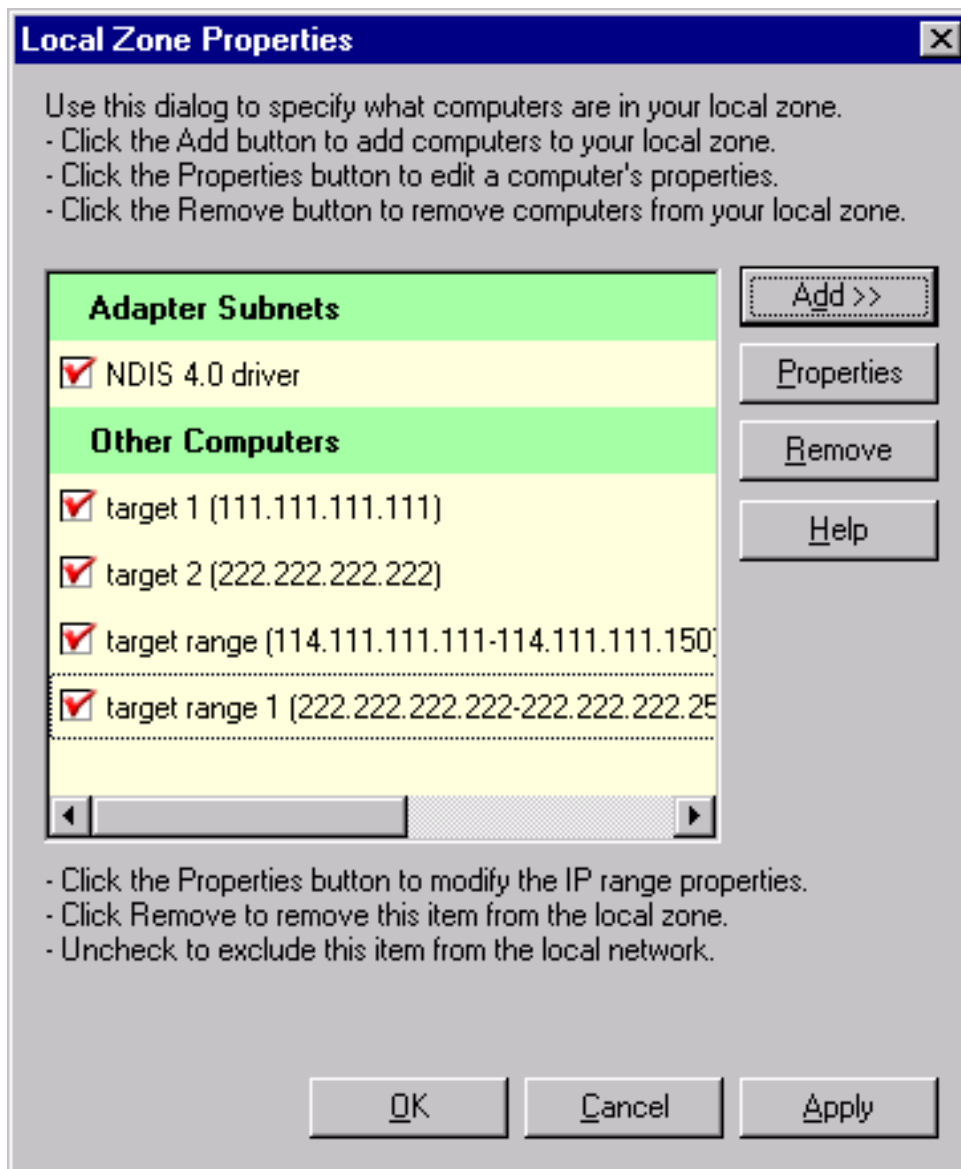 Local Zone Properties
Use this dialog to specify what computers are in your local zone.
- Click the Add button to add computers to your local zone.
- Click the Properties button to edit a computer's properties.
- Click the Remove button to remove computers from your local zone.
Adapter Subnets
NDIS 4.0 driver
Other Computers
target 1 (111.111.111.111)
target 2 (222.222.222.222)
target range (114.111.111.111-114.111.111.150)
target range 1 (222.222.222.222-222.222.222.25
Add >>
Properties
Remove
Help
- Click the Properties button to modify the IP range properties.
- Click Remove to remove this item from the local zone.
- Uncheck to exclude this item from the local network.
OK
Cancel
Apply